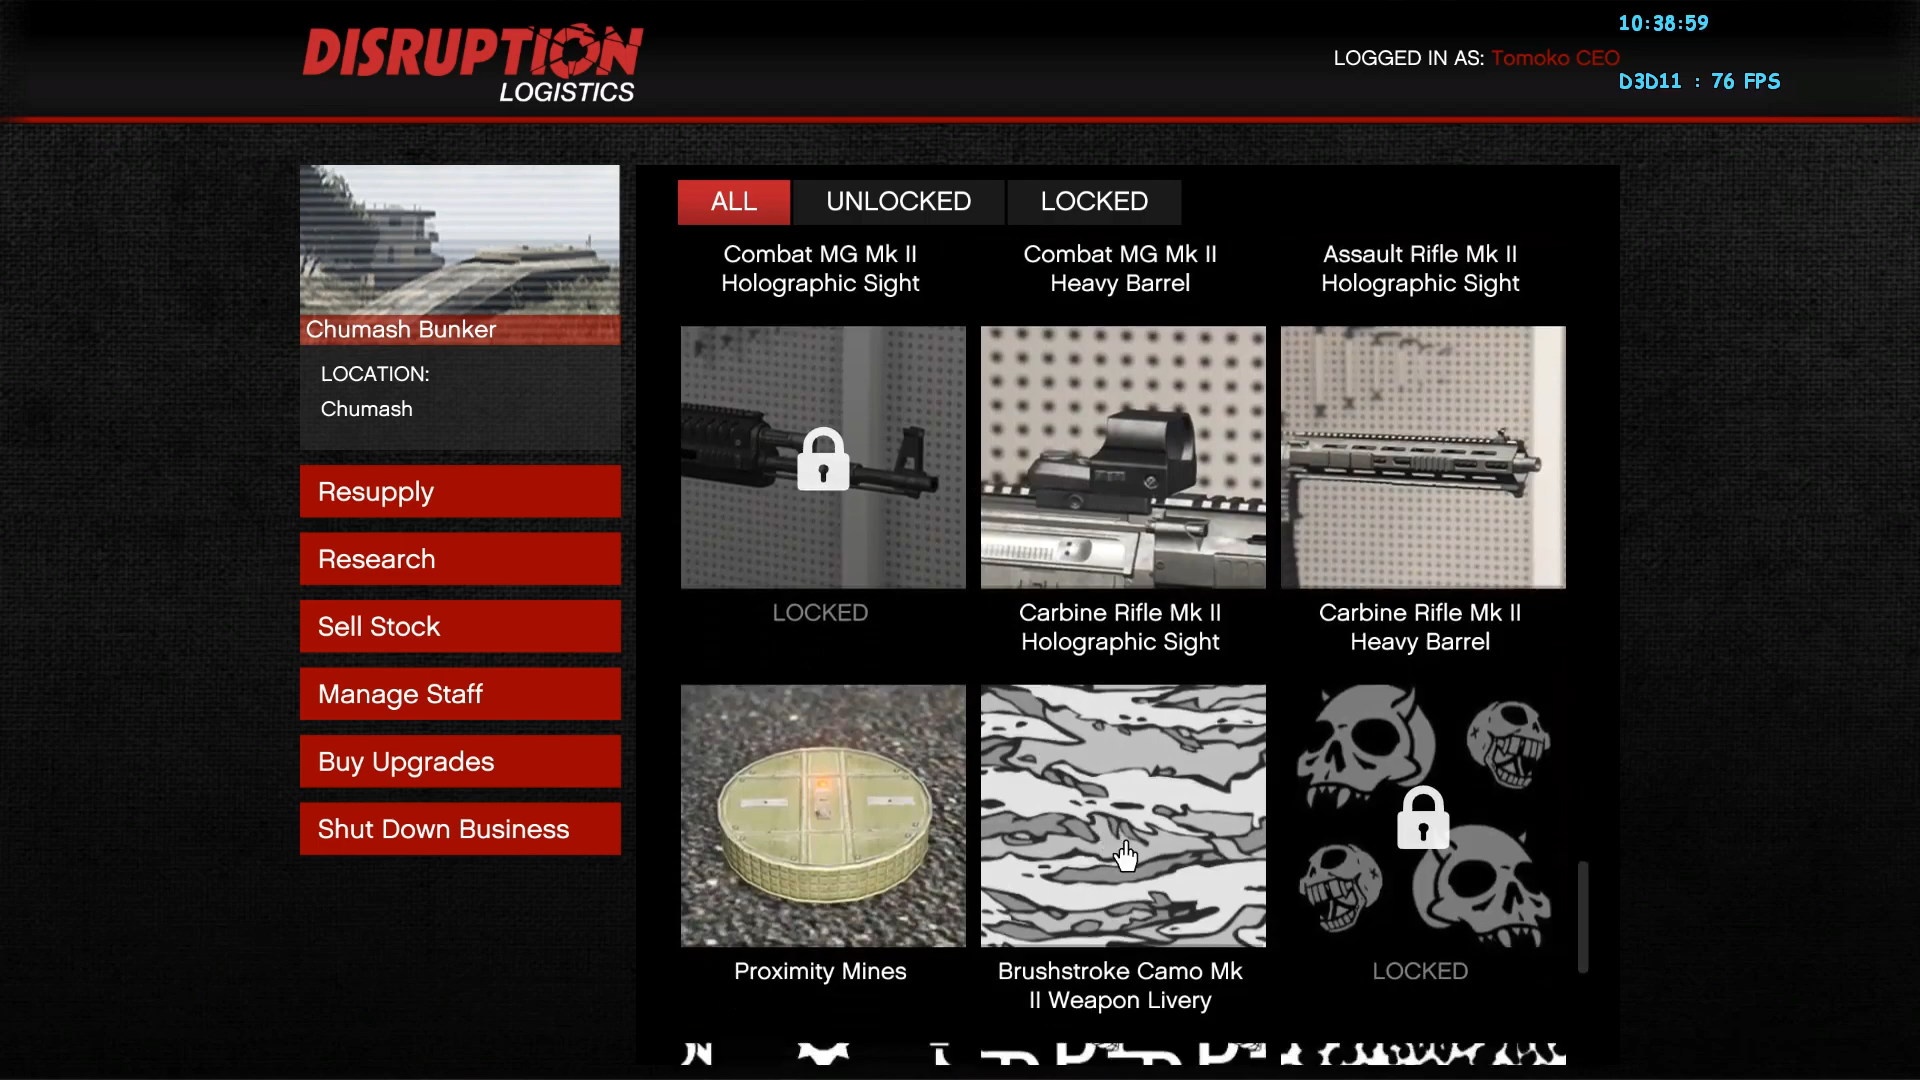 DISRUPTION
LOGISTICS
LOGGED IN AS: Tomoko CEO
10:38:59
D3D11 : 76 FPS
Chumash Bunker
LOCATION:
Chumash
Resupply
Research
Sell Stock
Manage Staff
Buy Upgrades
Shut Down Business
ALL
UNLOCKED
LOCKED
Combat MG Mk II
Holographic Sight
Combat MG Mk II
Heavy Barrel
Assault Rifle Mk II
Holographic Sight
LOCKED
Carbine Rifle Mk II
Holographic Sight
Carbine Rifle Mk II
Heavy Barrel
Proximity Mines
Brushstroke Camo Mk
II Weapon Livery
LOCKED